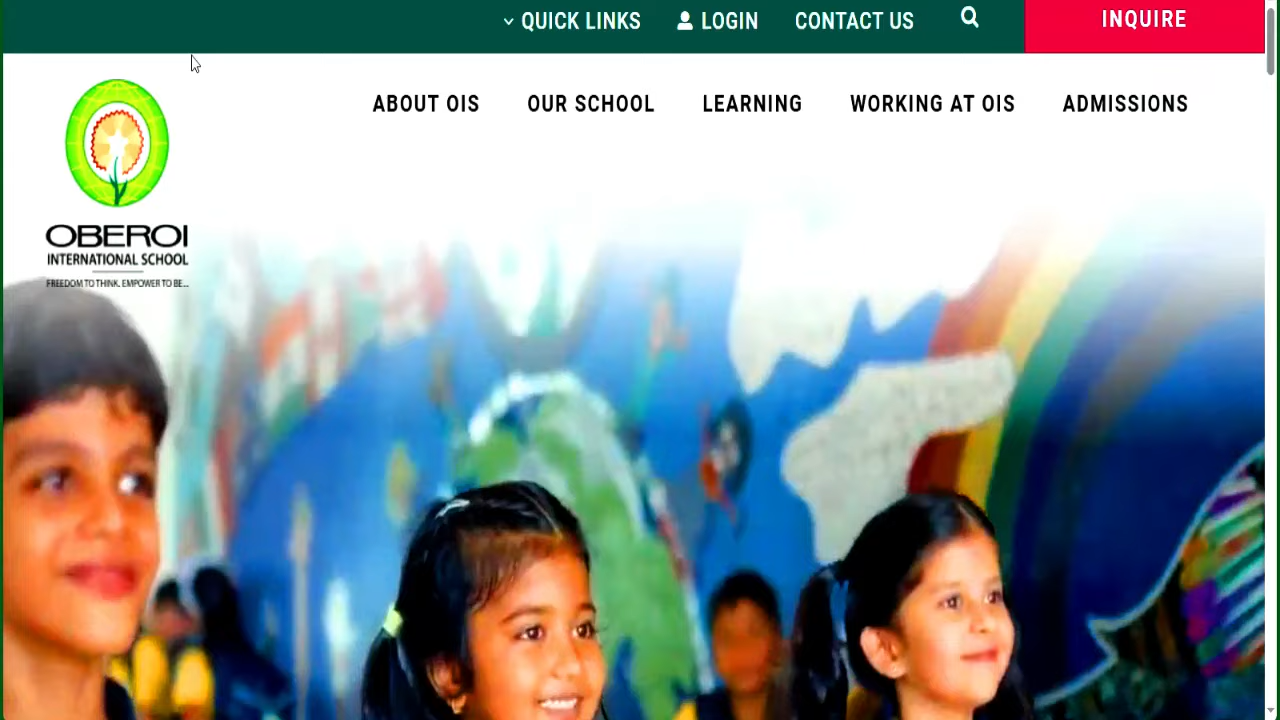 QUICK LINKS LOGIN CONTACT US INQUIRE
ABOUT OIS OUR SCHOOL LEARNING WORKING AT OIS ADMISSIONS
OBEROI
INTERNATIONAL SCHOOL
FREEDOM TO THINK. EMPOWER TO BE...